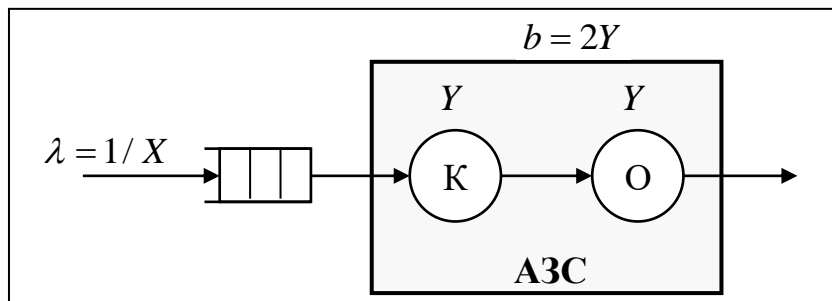 b = 2Y
Y Y
λ = 1/ X
К О
АЗС